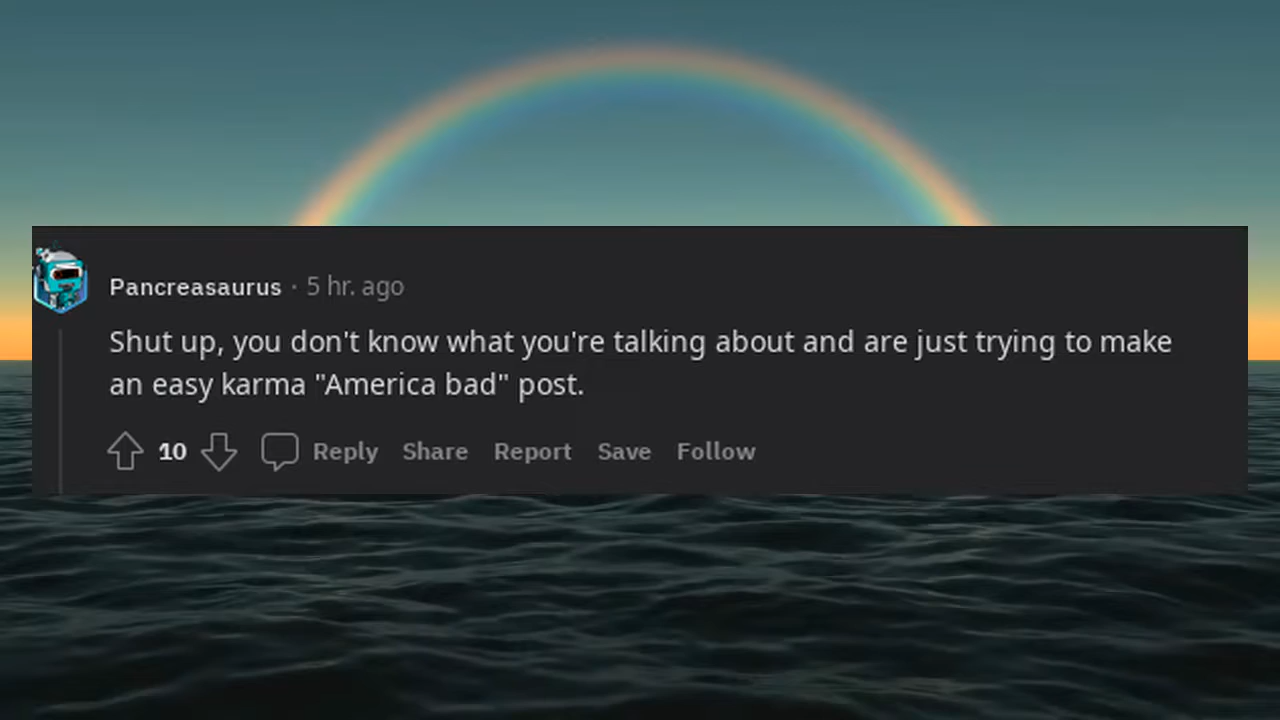 Pancreasaurus · 5 hr. ago
Shut up, you don't know what you're talking about and are just trying to make
an easy karma "America bad" post.
10 Reply Share Report Save Follow